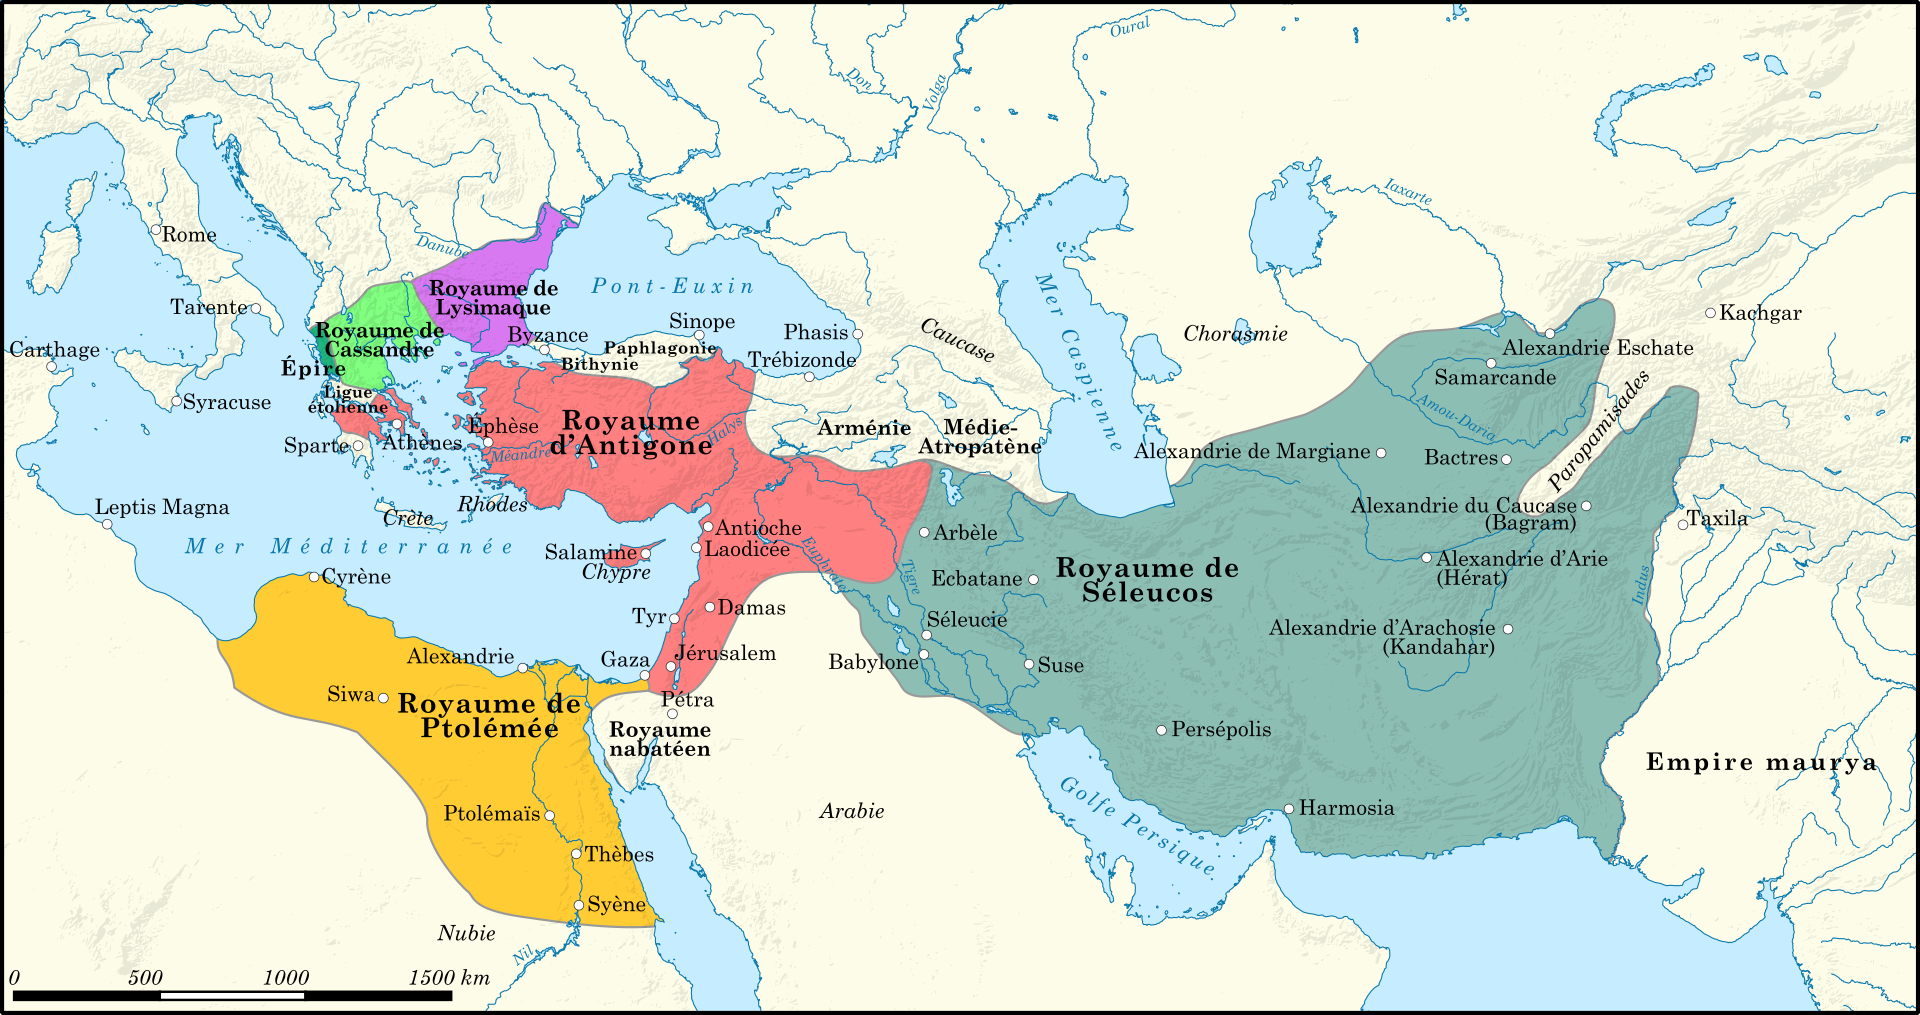 Oural
Don
Volga
Iaxarte
Rome
Danube
Pont-Euxin
Mer Caspienne
Royaume de
Lysimaque
Tarente
Sinope
Phasis
Caucase
Chorasmie
Kachgar
Royaume de
Cassandre
Byzance
Paphlagonie
Bithynie
Trébizonde
Alexandrie Eschate
Samarcande
Carthage
Épire
Ligue
étolienne
Syracuse
Amou-Daria
Paropamisades
Sparte
Athènes
Éphèse
Méandre
Royaume
d'Antigone
Halys
Arménie
Médie-
Atropatène
Alexandrie de Margiane
Bactres
Leptis Magna
Crète
Rhodes
Alexandrie du Caucase
(Bagram)
Taxila
Mer Méditerranée
Salamine
Chypre
Antioche
Laodicée
Euphrate
Tigre
Arbèle
Ecbatane
Royaume de
Séleucos
Alexandrie d'Arie
(Hérat)
Indus
Cyrène
Tyr
Damas
Séleucie
Alexandrie d'Arachosie
(Kandahar)
Alexandrie
Gaza
Jérusalem
Babylone
Suse
Siwa
Royaume de
Ptolémée
Pétra
Royaume
nabatéen
Persépolis
Empire maurya
Golfe Persique
Ptolémaïs
Arabie
Harmosia
Thèbes
Syène
Nubie
Nil
0 500 1000 1500 km